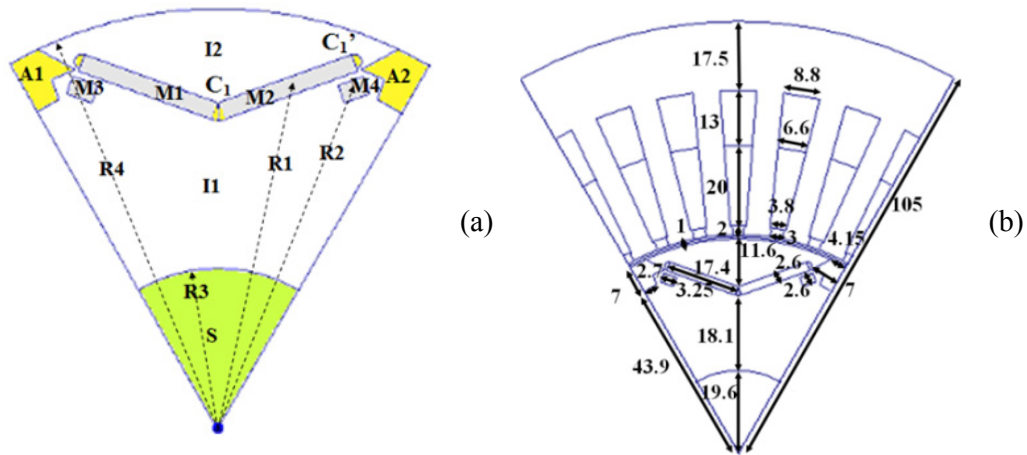 I2
C₁’
A1
A2
M3
C₁
M4
M1
M2
R4
I1
R1
R2
R3
S
(a)
17.5
8.8
13
6.6
20
105
3.8
1
2
3
4.15
11.6
2.7
17.4
2.6
7
3.25
2.6
7
18.1
43.9
19.6
(b)